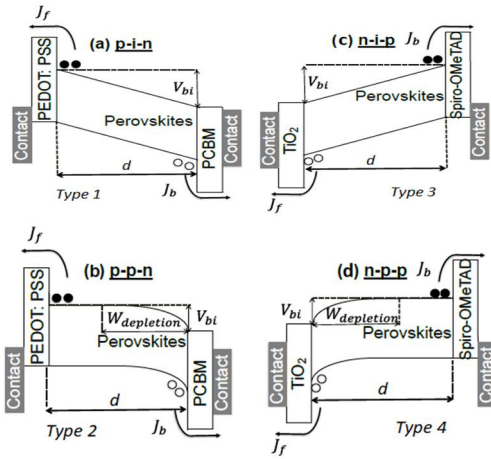 J_f
(a) p-i-n
PEDOT: PSS
V_bi
Perovskites
Contact
PCBM
Contact
d
Type 1
J_b
(c) n-i-p
J_b
V_bi
Perovskites
Spiro-OMeTAD
Contact
TiO₂
Contact
d
J_f
Type 3
J_f
(b) p-p-n
PEDOT: PSS
V_bi
W_depletion
Perovskites
Contact
PCBM
Contact
d
Type 2
J_b
(d) n-p-p
J_b
V_bi
W_depletion
Perovskites
Spiro-OMeTAD
Contact
TiO₂
Contact
d
J_f
Type 4